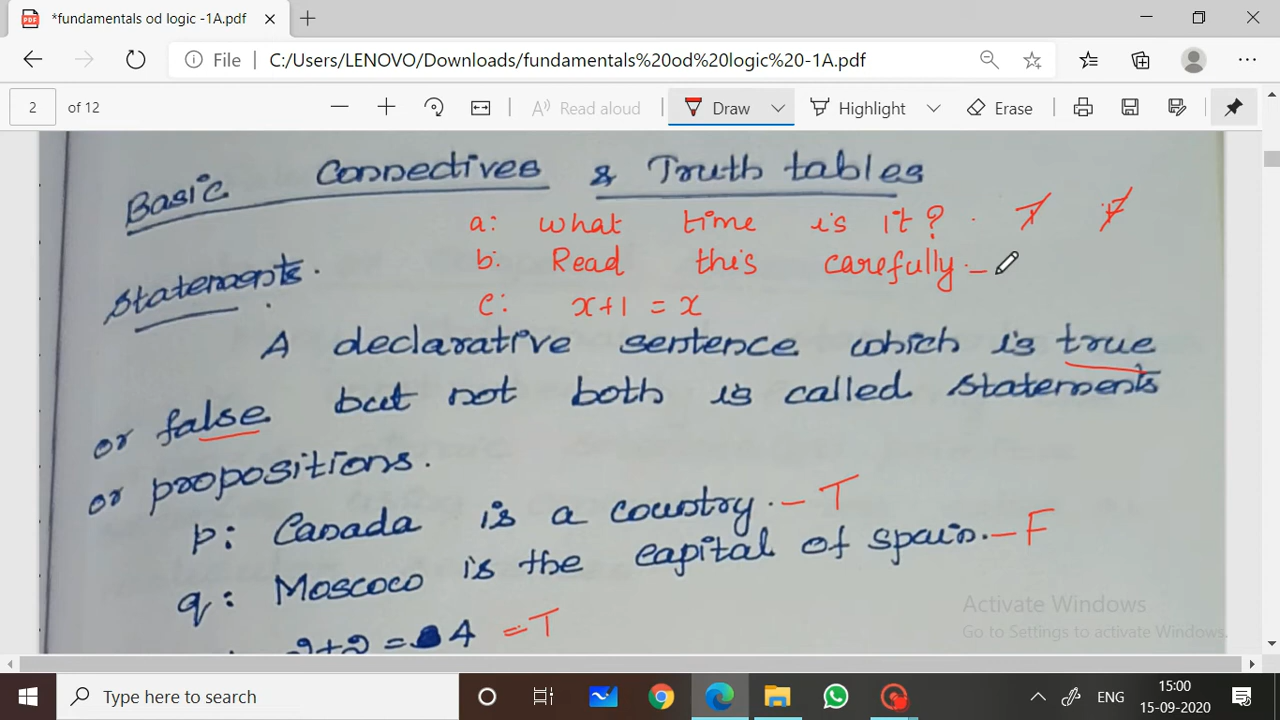 *fundamentals od logic -1A.pdf
File C:/Users/LENOVO/Downloads/fundamentals%20od%20logic%20-1A.pdf
2 of 12 Read aloud Draw Highlight Erase
Basic Connectives & Truth tables
a: what time is it? . T F
b: Read this carefully. -
c: x+1 = x
Statements.
A declarative sentence which is true
or false but not both is called statements
or propositions.
p: Canada is a country. - T
q: Moscoco is the capital of spain. - F
2+2 = 4 = T
Activate Windows
Go to Settings to activate Windows.
Type here to search
ENG
15:00
15-09-2020